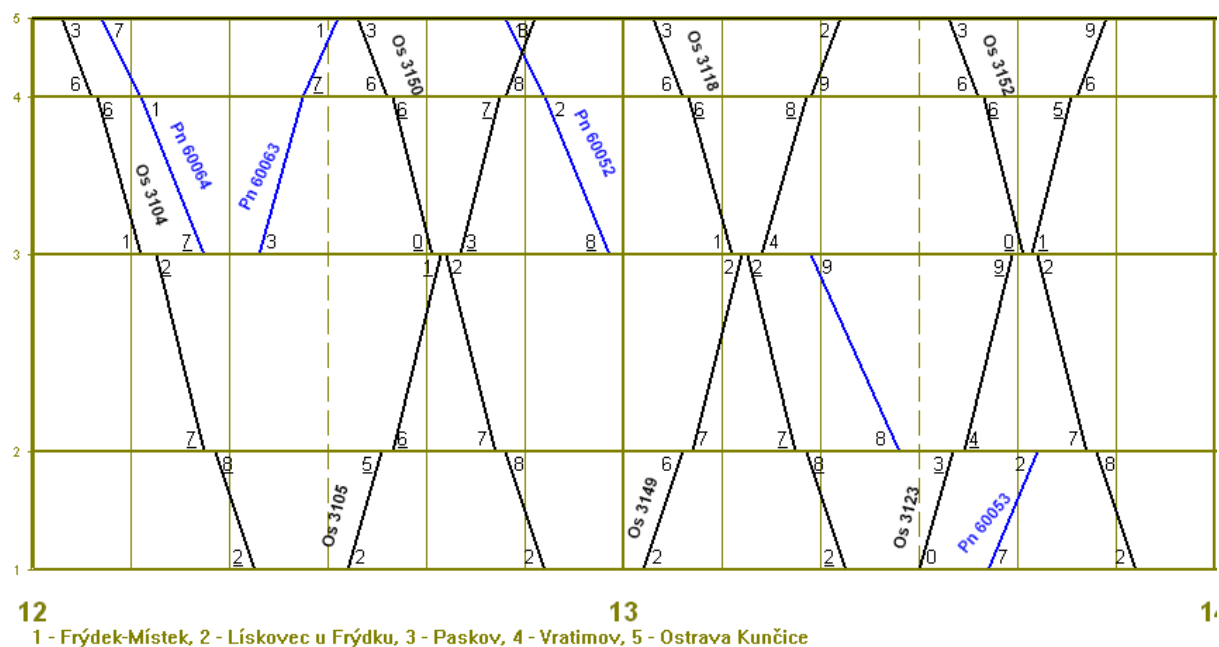 5
3 7 1 3 8 3 2 3 9
Os 3150 Os 3118 Os 3152
6 7 6 8 6 9 6 6
4
6 1 6 7 2 6 8 6 5
Pn 60064 Pn 60063 Pn 60052
Os 3104
1 7 3 0 3 8 1 4 0 1
3
2 1 2 2 2 9 9 2
7 6 7 7 7 8 4 7
2
8 5 8 6 8 3 2 8
Os 3105 Os 3149 Os 3123 Pn 60053
2 2 2 2 2 0 7 2
1
12 13 14
1 - Frýdek-Místek, 2 - Lískovec u Frýdku, 3 - Paskov, 4 - Vratimov, 5 - Ostrava Kunčice